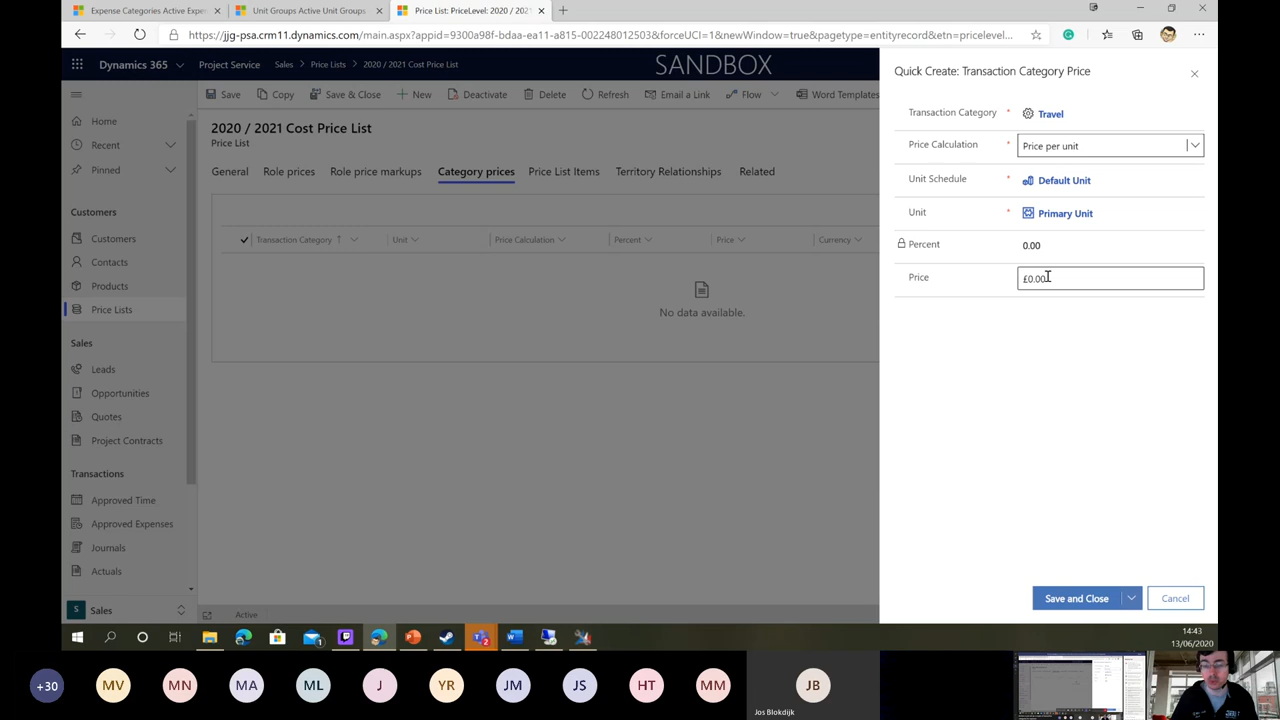 Expense Categories Active Exper
Unit Groups Active Unit Groups
Price List: PriceLevel: 2020 / 2021
https://jjg-psa.crm11.dynamics.com/main.aspx?appid=9300a98f-bdaa-ea11-a815-002248012503&forceUCI=1&newWindow=true&pagetype=entityrecord&etn=pricelevel...
Dynamics 365
Project Service
Sales
Price Lists
2020 / 2021 Cost Price List
SANDBOX
Save
Copy
Save & Close
New
Deactivate
Delete
Refresh
Email a Link
Flow
Word Templates
Home
Recent
Pinned
Customers
Customers
Contacts
Products
Price Lists
Sales
Leads
Opportunities
Quotes
Project Contracts
Transactions
Approved Time
Approved Expenses
Journals
Actuals
S Sales
2020 / 2021 Cost Price List
Price List
General
Role prices
Role price markups
Category prices
Price List Items
Territory Relationships
Related
Transaction Category
Unit
Price Calculation
Percent
Price
Currency
No data available.
Active
Quick Create: Transaction Category Price
Transaction Category * Travel
Price Calculation * Price per unit
Unit Schedule * Default Unit
Unit * Primary Unit
Percent 0.00
Price £0.00
Save and Close
Cancel
14:43
13/06/2020
+30
MV
MN
MA
ML
J
R
JM
JS
HT
MM
JB
Jos Blokdijk